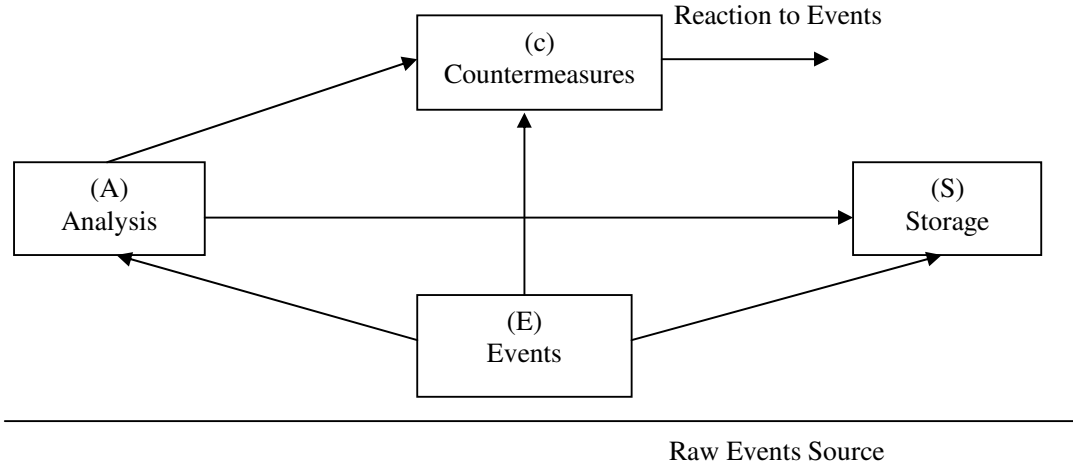 Reaction to Events
(c)
Countermeasures
(A)
Analysis
(S)
Storage
(E)
Events
Raw Events Source